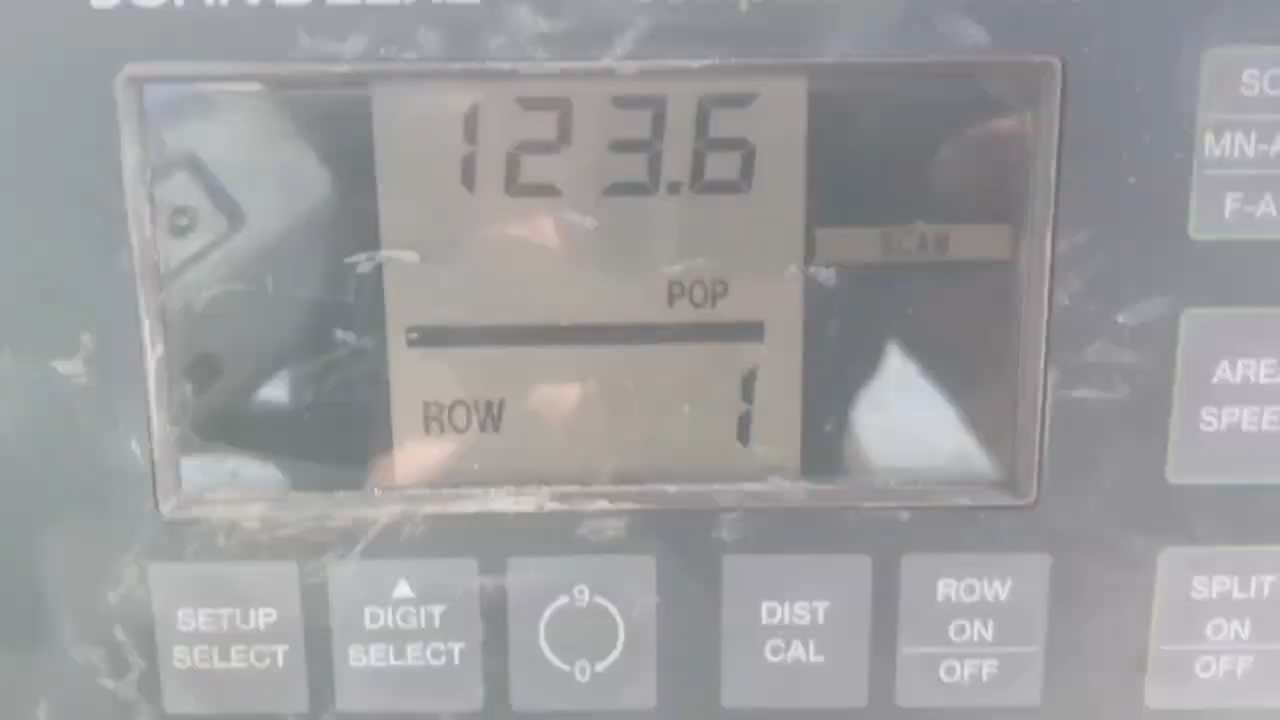 123.6
SCAN
POP
ROW 1
SETUP
SELECT
DIGIT
SELECT
9
0
DIST
CAL
ROW
ON
OFF
SPLIT
ON
OFF